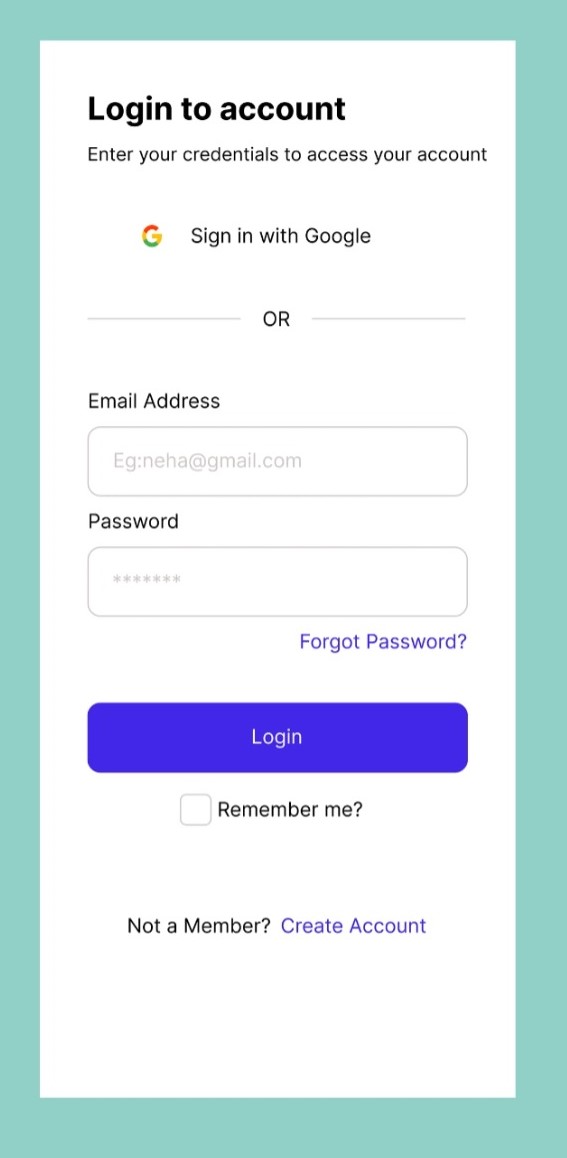 Login to account
Enter your credentials to access your account
Sign in with Google
OR
Email Address
Eg:neha@gmail.com
Password
*******
Forgot Password?
Login
Remember me?
Not a Member? Create Account